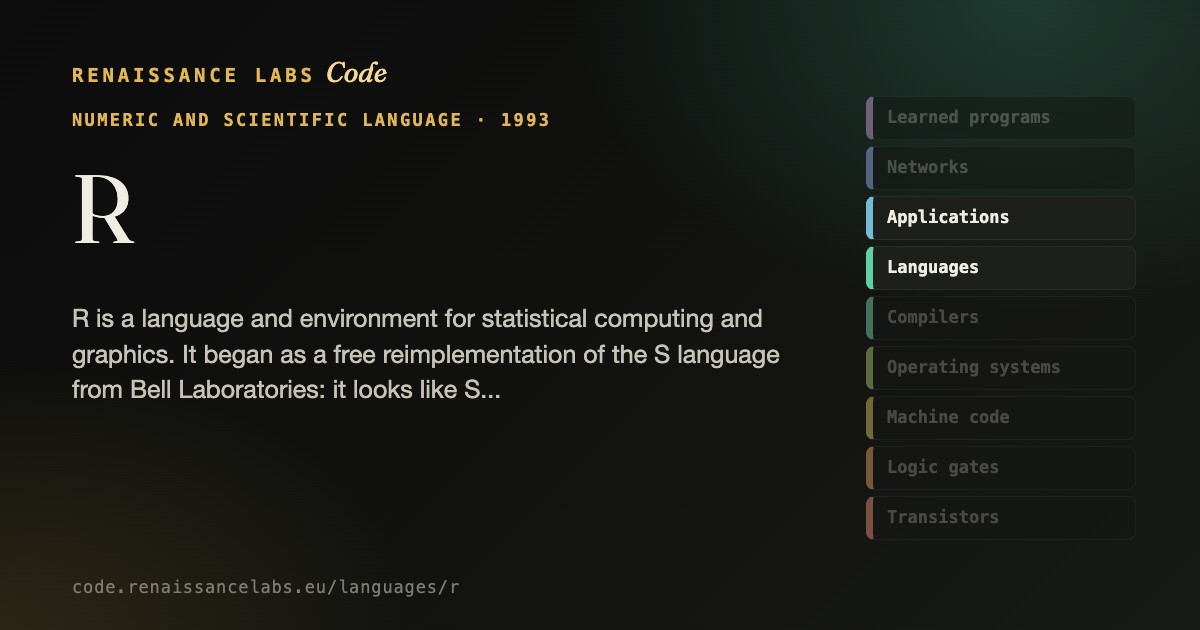 RENAISSANCE LABS Code
NUMERIC AND SCIENTIFIC LANGUAGE · 1993
R
R is a language and environment for statistical computing and
graphics. It began as a free reimplementation of the S language
from Bell Laboratories: it looks like S...
Learned programs
Networks
Applications
Languages
Compilers
Operating systems
Machine code
Logic gates
Transistors
code.renaissancelabs.eu/languages/r